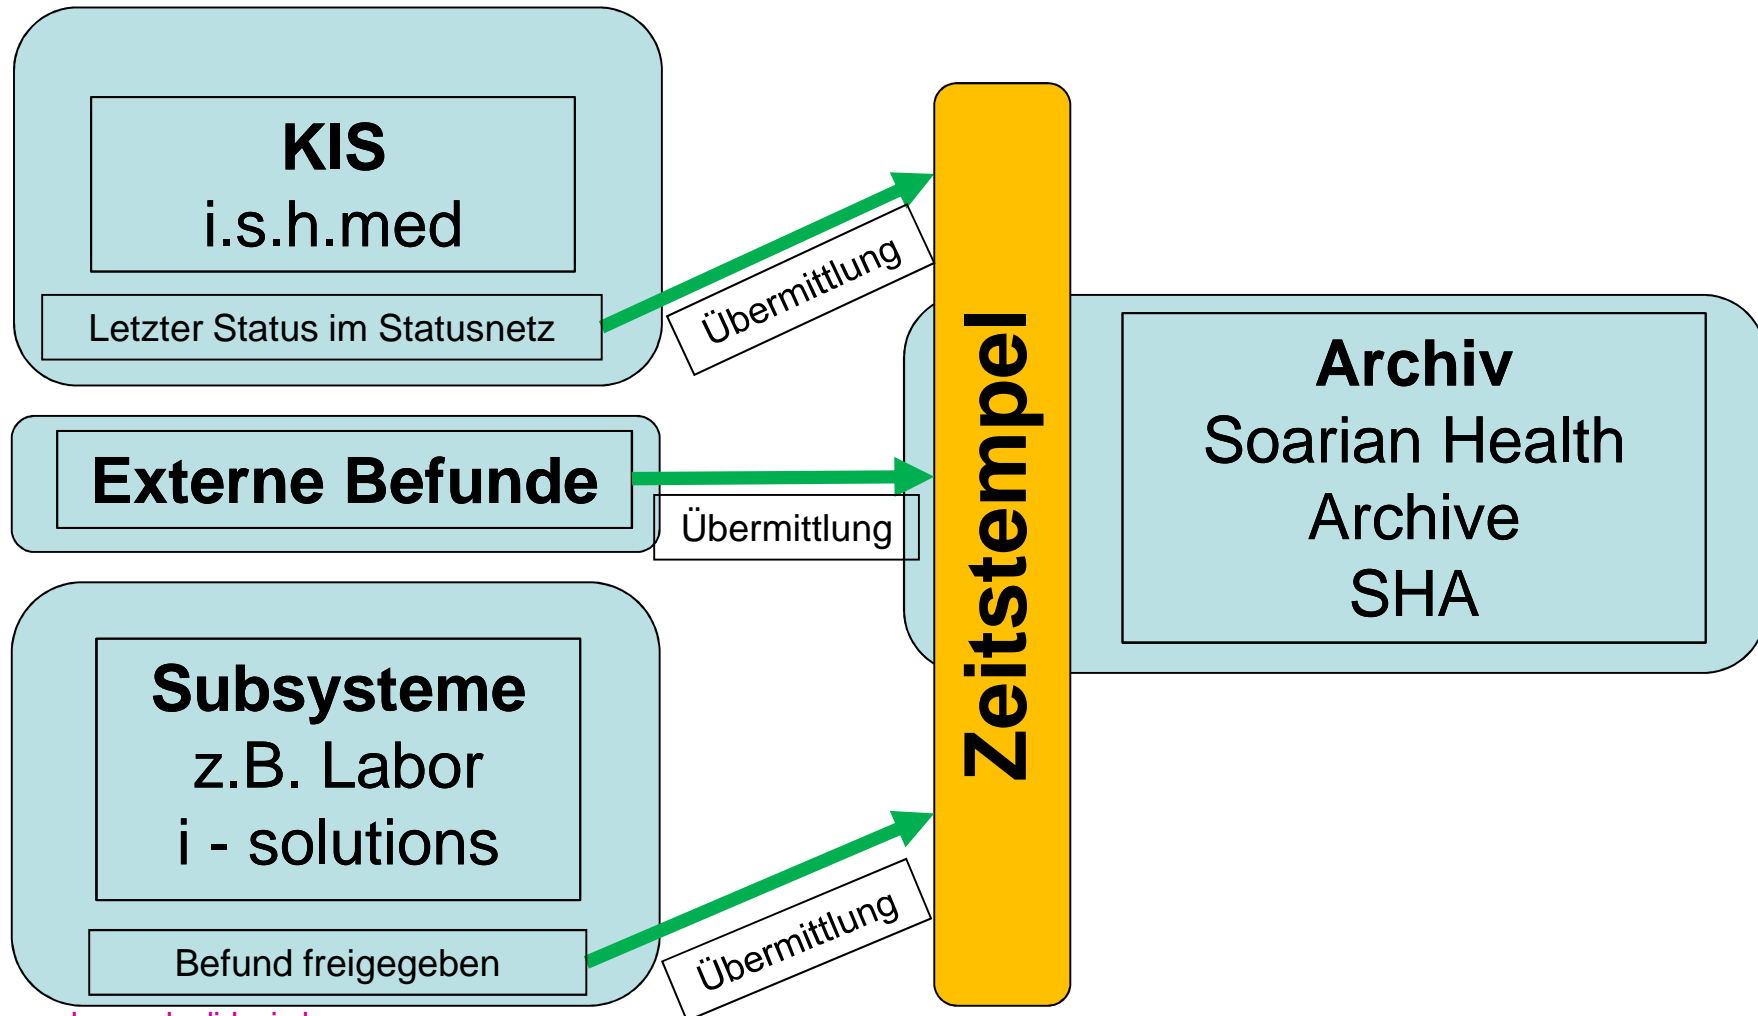 KIS
i.s.h.med
Letzter Status im Statusnetz
Übermittlung
Externe Befunde
Übermittlung
Subsysteme
z.B. Labor
i - solutions
Befund freigegeben
Übermittlung
Zeitstempel
Archiv
Soarian Health
Archive
SHA